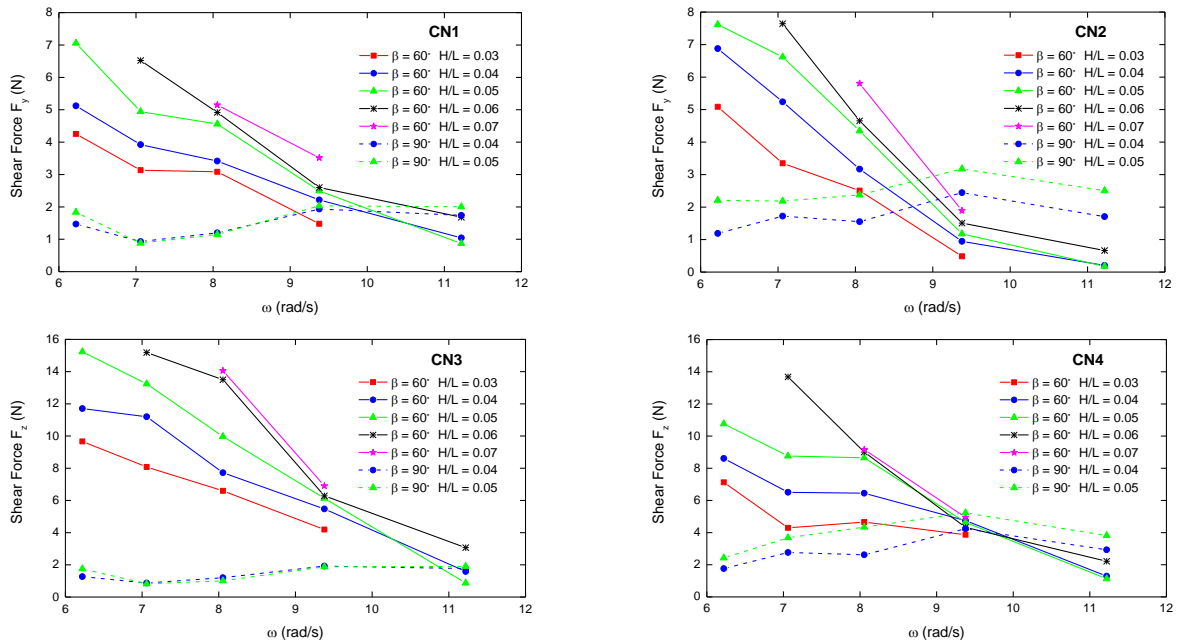 CN1
β = 60° H/L = 0.03
β = 60° H/L = 0.04
β = 60° H/L = 0.05
β = 60° H/L = 0.06
β = 60° H/L = 0.07
β = 90° H/L = 0.04
β = 90° H/L = 0.05
Shear Force F_y (N)
8
7
6
5
4
3
2
1
0
6 7 8 9 10 11 12
ω (rad/s)
CN2
β = 60° H/L = 0.03
β = 60° H/L = 0.04
β = 60° H/L = 0.05
β = 60° H/L = 0.06
β = 60° H/L = 0.07
β = 90° H/L = 0.04
β = 90° H/L = 0.05
Shear Force F_y (N)
8
7
6
5
4
3
2
1
0
6 7 8 9 10 11 12
ω (rad/s)
CN3
β = 60° H/L = 0.03
β = 60° H/L = 0.04
β = 60° H/L = 0.05
β = 60° H/L = 0.06
β = 60° H/L = 0.07
β = 90° H/L = 0.04
β = 90° H/L = 0.05
Shear Force F_z (N)
16
14
12
10
8
6
4
2
0
6 7 8 9 10 11 12
ω (rad/s)
CN4
β = 60° H/L = 0.03
β = 60° H/L = 0.04
β = 60° H/L = 0.05
β = 60° H/L = 0.06
β = 60° H/L = 0.07
β = 90° H/L = 0.04
β = 90° H/L = 0.05
Shear Force F_z (N)
16
14
12
10
8
6
4
2
0
6 7 8 9 10 11 12
ω (rad/s)